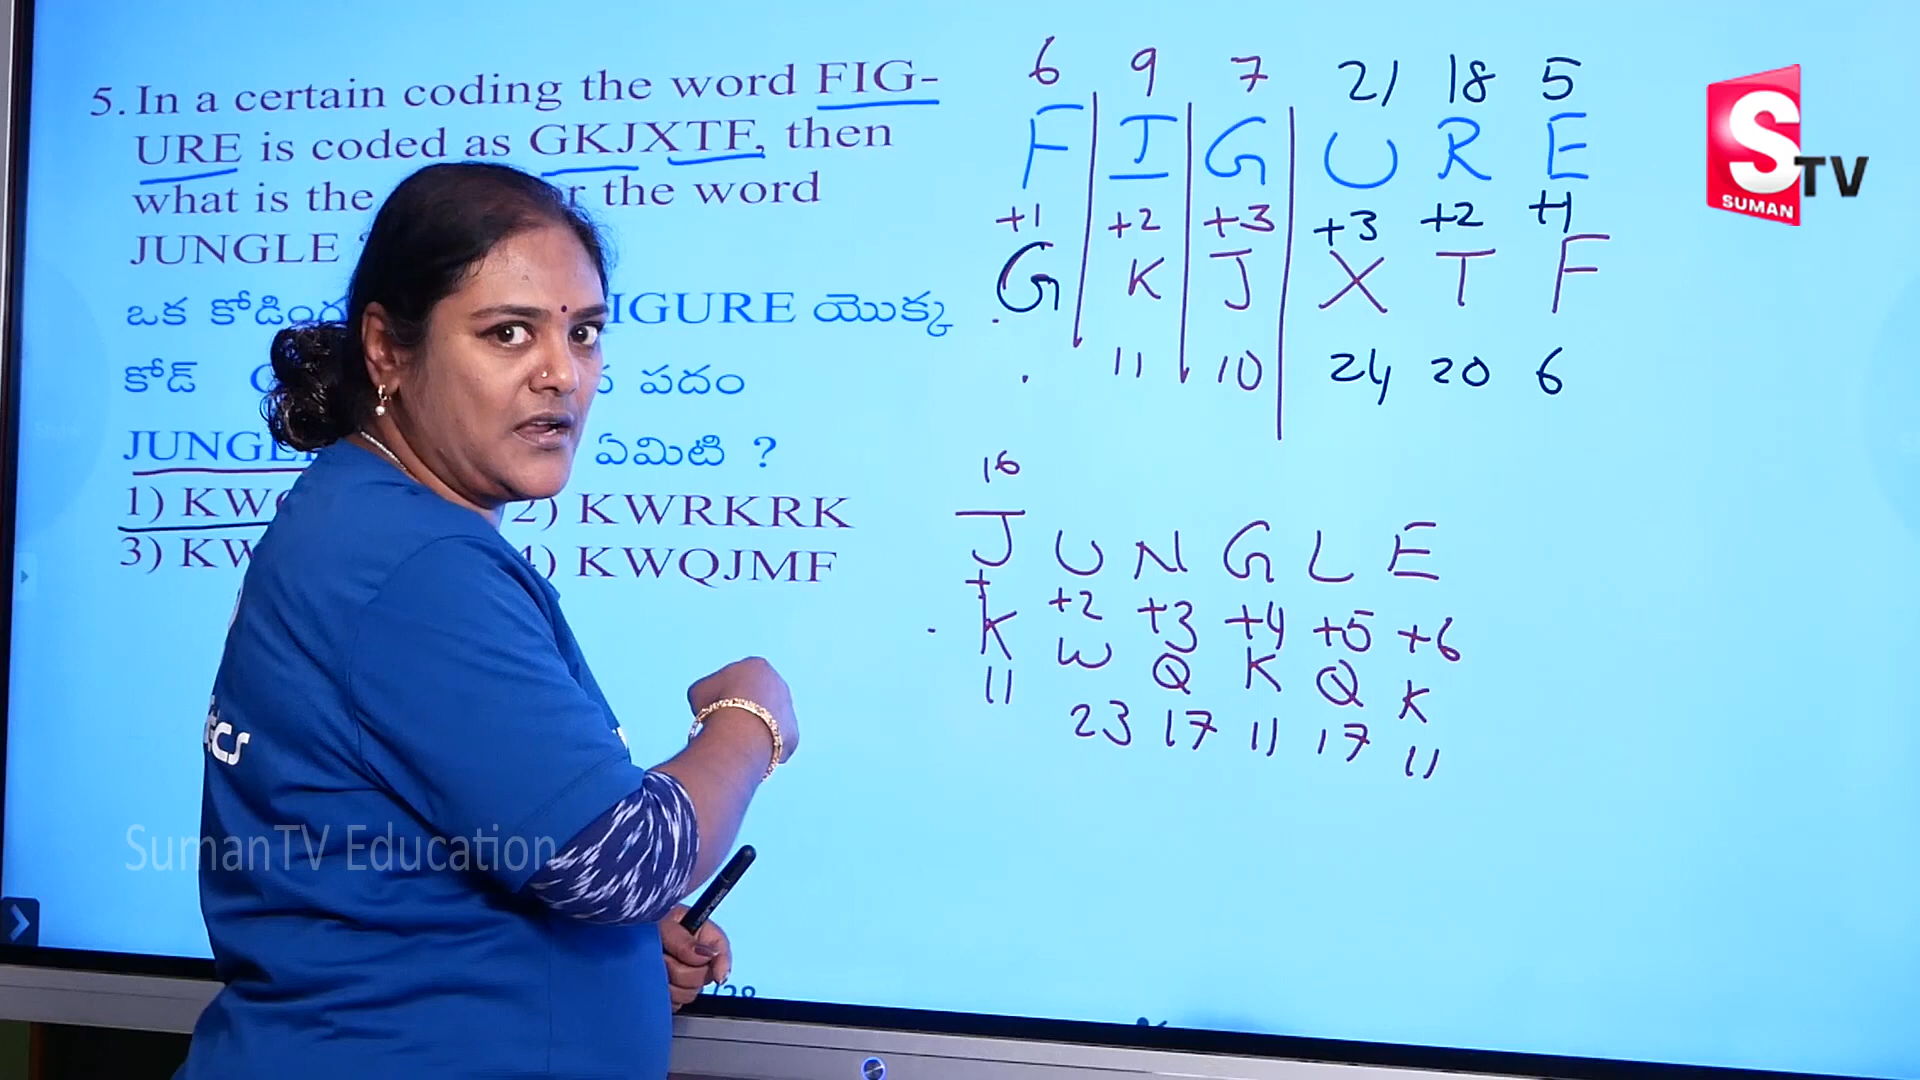 5. In a certain coding the word FIG-
URE is coded as GKJXTF, then
what is the the word
JUNGLE
ఒక IGURE యొక్క
కోడ్ పదం
ఏమిటి ?
1) KW 2) KWRKRK
3) KW KWQJMF
6 9 7 21 18 5
F I G U R E
+1 +2 +3 +3 +2 +1
G K J X T F
11 10 24 20 6
16
J U N G L E
+ +2 +3 +4 +5 +6
K W Q K Q K
11 23 17 11 17 11
S TV
SUMAN
SumanTV Education